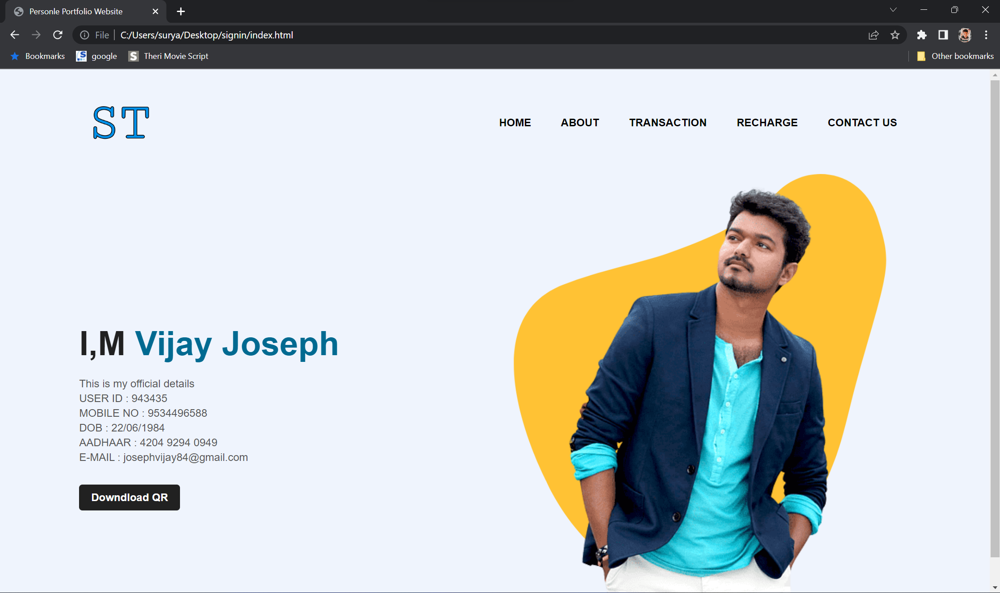 Personle Portfolio Website
File C:/Users/surya/Desktop/signin/index.html
Bookmarks google Theri Movie Script Other bookmarks
ST
HOME ABOUT TRANSACTION RECHARGE CONTACT US
I,M Vijay Joseph
This is my official details
USER ID : 943435
MOBILE NO : 9534496588
DOB : 22/06/1984
AADHAAR : 4204 9294 0949
E-MAIL : josephvijay84@gmail.com
Downdload QR